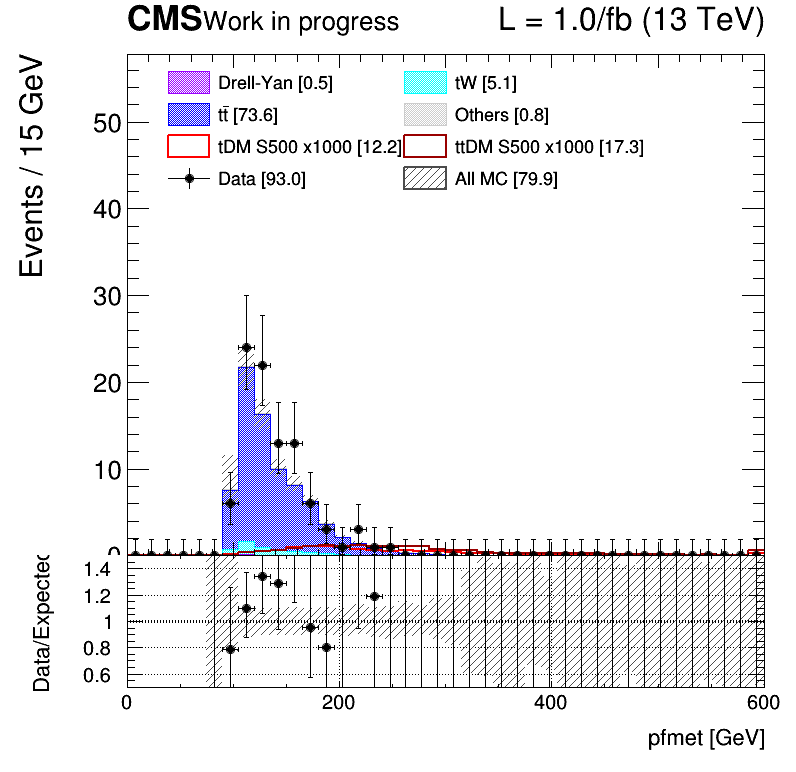 CMS Work in progress L = 1.0/fb (13 TeV)
Events / 15 GeV
Drell-Yan [0.5] tW [5.1]
tt̄ [73.6] Others [0.8]
tDM S500 x1000 [12.2] ttDM S500 x1000 [17.3]
Data [93.0] All MC [79.9]
50
40
30
20
10
0
Data/Expected
1.4
1.2
1
0.8
0.6
0 200 400 600
pfmet [GeV]